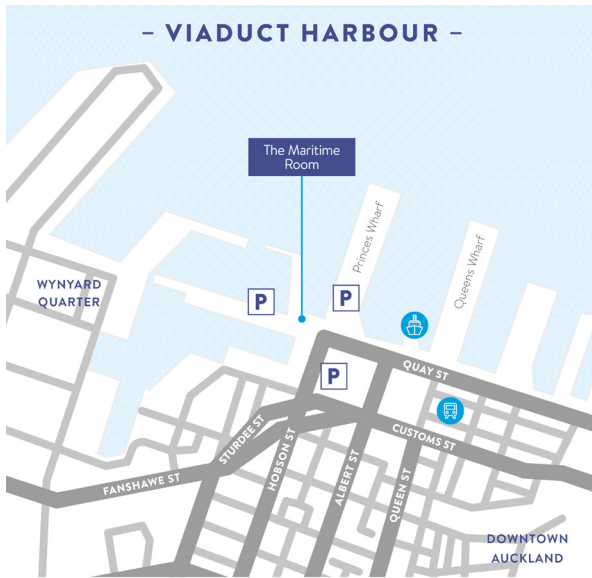 – VIADUCT HARBOUR –
The Maritime
Room
Princes Wharf
Queens Wharf
WYNYARD
QUARTER
P
P
P
QUAY ST
CUSTOMS ST
STURDEE ST
HOBSON ST
ALBERT ST
QUEEN ST
FANSHAWE ST
DOWNTOWN
AUCKLAND